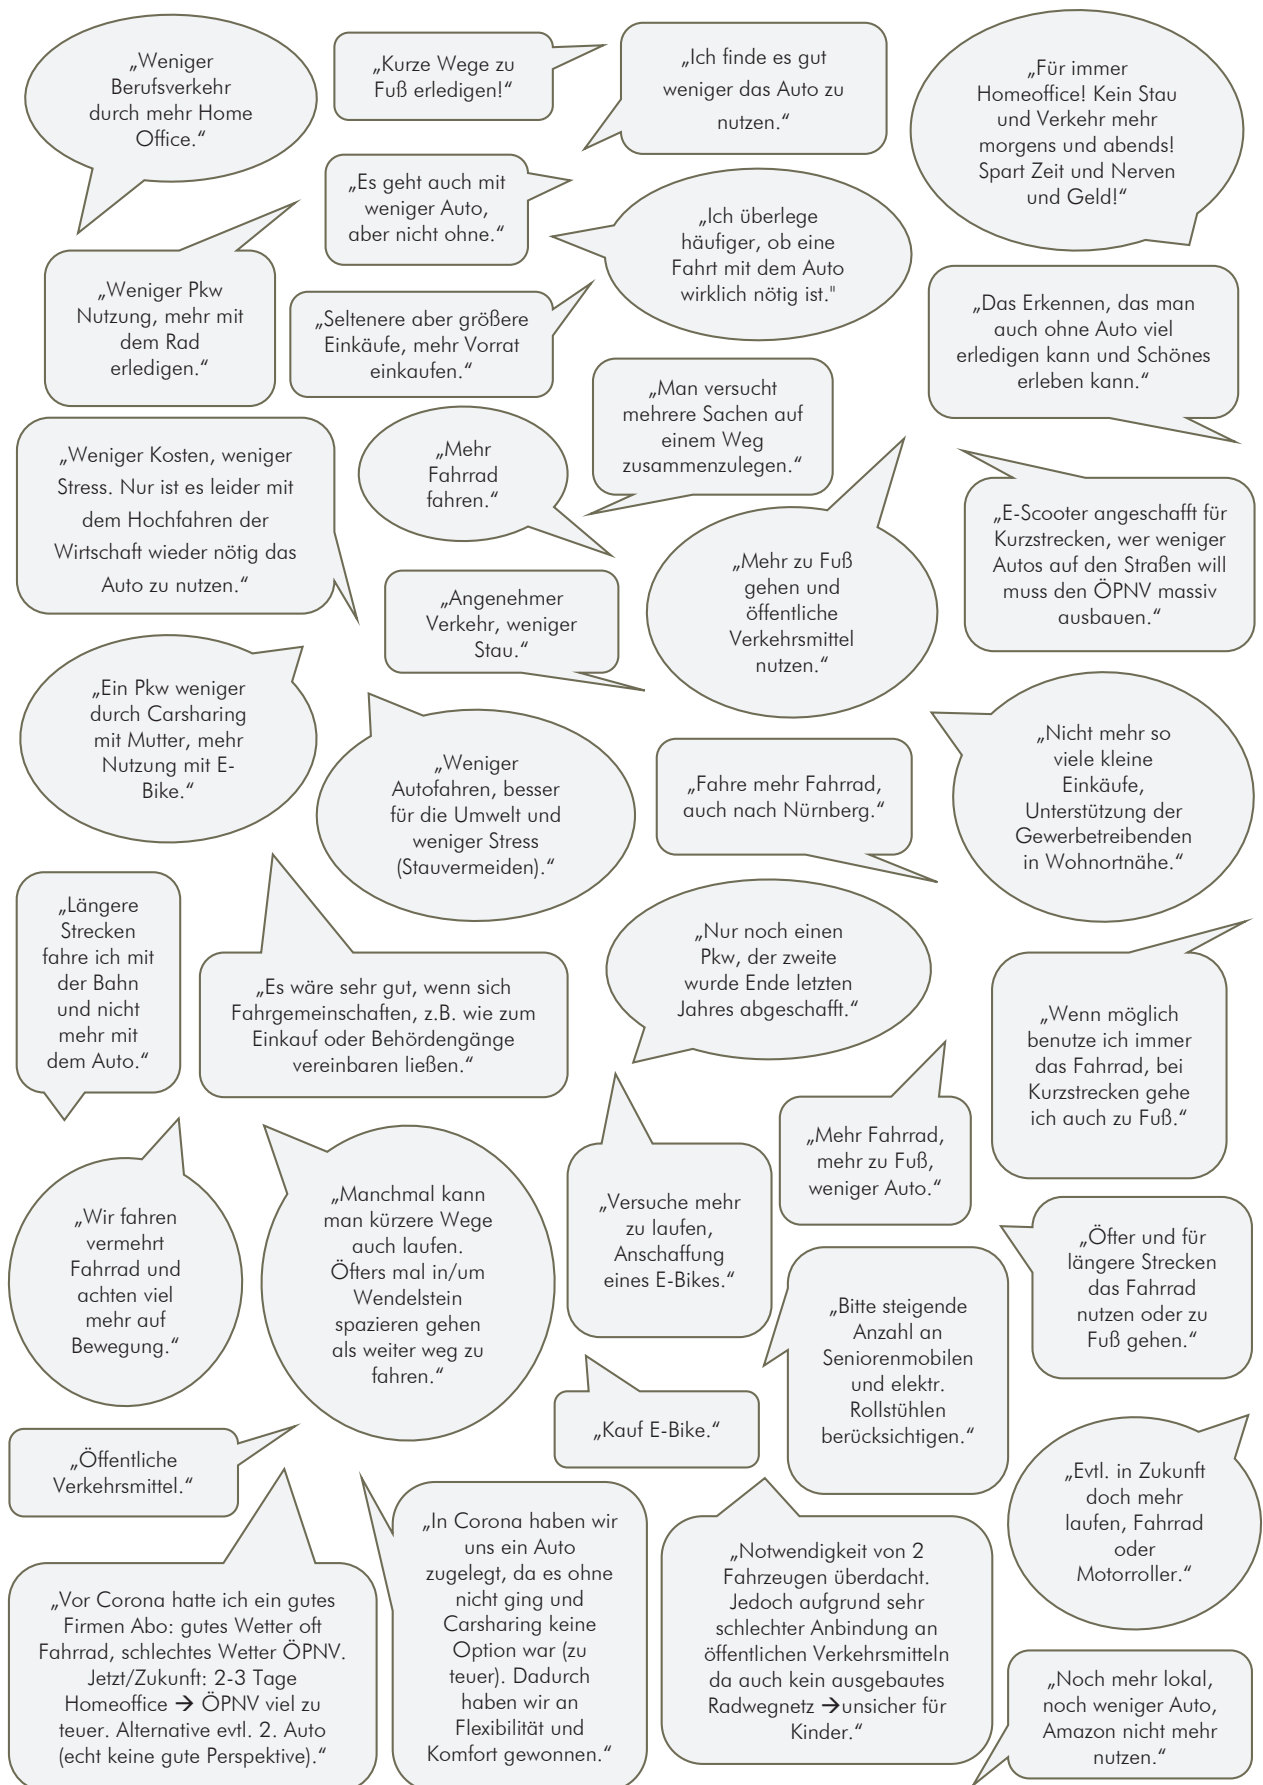 „Weniger
Berufsverkehr
durch mehr Home
Office.“
„Kurze Wege zu
Fuß erledigen!“
„Ich finde es gut
weniger das Auto zu
nutzen.“
„Für immer
Homeoffice! Kein Stau
und Verkehr mehr
morgens und abends!
Spart Zeit und Nerven
und Geld!“
„Es geht auch mit
weniger Auto,
aber nicht ohne.“
„Ich überlege
häufiger, ob eine
Fahrt mit dem Auto
wirklich nötig ist."
„Weniger Pkw
Nutzung, mehr mit
dem Rad
erledigen.“
„Seltenere aber größere
Einkäufe, mehr Vorrat
einkaufen.“
„Das Erkennen, das man
auch ohne Auto viel
erledigen kann und Schönes
erleben kann.“
„Man versucht
mehrere Sachen auf
einem Weg
zusammenzulegen.“
„Weniger Kosten, weniger
Stress. Nur ist es leider mit
dem Hochfahren der
Wirtschaft wieder nötig das
Auto zu nutzen.“
„Mehr
Fahrrad
fahren.“
„E-Scooter angeschafft für
Kurzstrecken, wer weniger
Autos auf den Straßen will
muss den ÖPNV massiv
ausbauen.“
„Mehr zu Fuß
gehen und
öffentliche
Verkehrsmittel
nutzen.“
„Angenehmer
Verkehr, weniger
Stau.“
„Ein Pkw weniger
durch Carsharing
mit Mutter, mehr
Nutzung mit E-
Bike.“
„Weniger
Autofahren, besser
für die Umwelt und
weniger Stress
(Stauvermeiden).“
„Fahre mehr Fahrrad,
auch nach Nürnberg.“
„Nicht mehr so
viele kleine
Einkäufe,
Unterstützung der
Gewerbetreibenden
in Wohnortnähe.“
„Längere
Strecken
fahre ich mit
der Bahn
und nicht
mehr mit
dem Auto.“
„Es wäre sehr gut, wenn sich
Fahrgemeinschaften, z.B. wie zum
Einkauf oder Behördengänge
vereinbaren ließen.“
„Nur noch einen
Pkw, der zweite
wurde Ende letzten
Jahres abgeschafft.“
„Wenn möglich
benutze ich immer
das Fahrrad, bei
Kurzstrecken gehe
ich auch zu Fuß.“
„Mehr Fahrrad,
mehr zu Fuß,
weniger Auto.“
„Wir fahren
vermehrt
Fahrrad und
achten viel
mehr auf
Bewegung.“
„Manchmal kann
man kürzere Wege
auch laufen.
Öfters mal in/um
Wendelstein
spazieren gehen
als weiter weg zu
fahren.“
„Versuche mehr
zu laufen,
Anschaffung
eines E-Bikes.“
„Öfter und für
längere Strecken
das Fahrrad
nutzen oder zu
Fuß gehen.“
„Bitte steigende
Anzahl an
Seniorenmobilen
und elektr.
Rollstühlen
berücksichtigen.“
„Kauf E-Bike.“
„Öffentliche
Verkehrsmittel.“
„Evtl. in Zukunft
doch mehr
laufen, Fahrrad
oder
Motorroller.“
„Vor Corona hatte ich ein gutes
Firmen Abo: gutes Wetter oft
Fahrrad, schlechtes Wetter ÖPNV.
Jetzt/Zukunft: 2-3 Tage
Homeoffice → ÖPNV viel zu
teuer. Alternative evtl. 2. Auto
(echt keine gute Perspektive).“
„In Corona haben wir
uns ein Auto
zugelegt, da es ohne
nicht ging und
Carsharing keine
Option war (zu
teuer). Dadurch
haben wir an
Flexibilität und
Komfort gewonnen.“
„Notwendigkeit von 2
Fahrzeugen überdacht.
Jedoch aufgrund sehr
schlechter Anbindung an
öffentlichen Verkehrsmitteln
da auch kein ausgebautes
Radwegnetz →unsicher für
Kinder.“
„Noch mehr lokal,
noch weniger Auto,
Amazon nicht mehr
nutzen.“